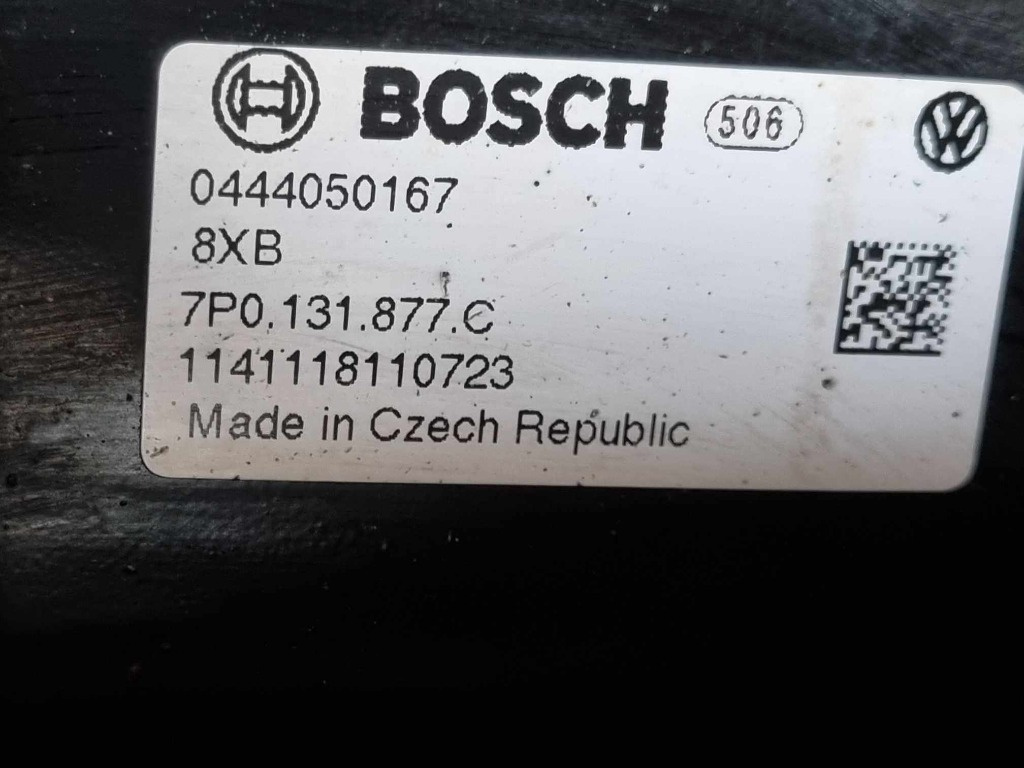 BOSCH 506
0444050167
8XB
7P0.131.877.C
1141118110723
Made in Czech Republic